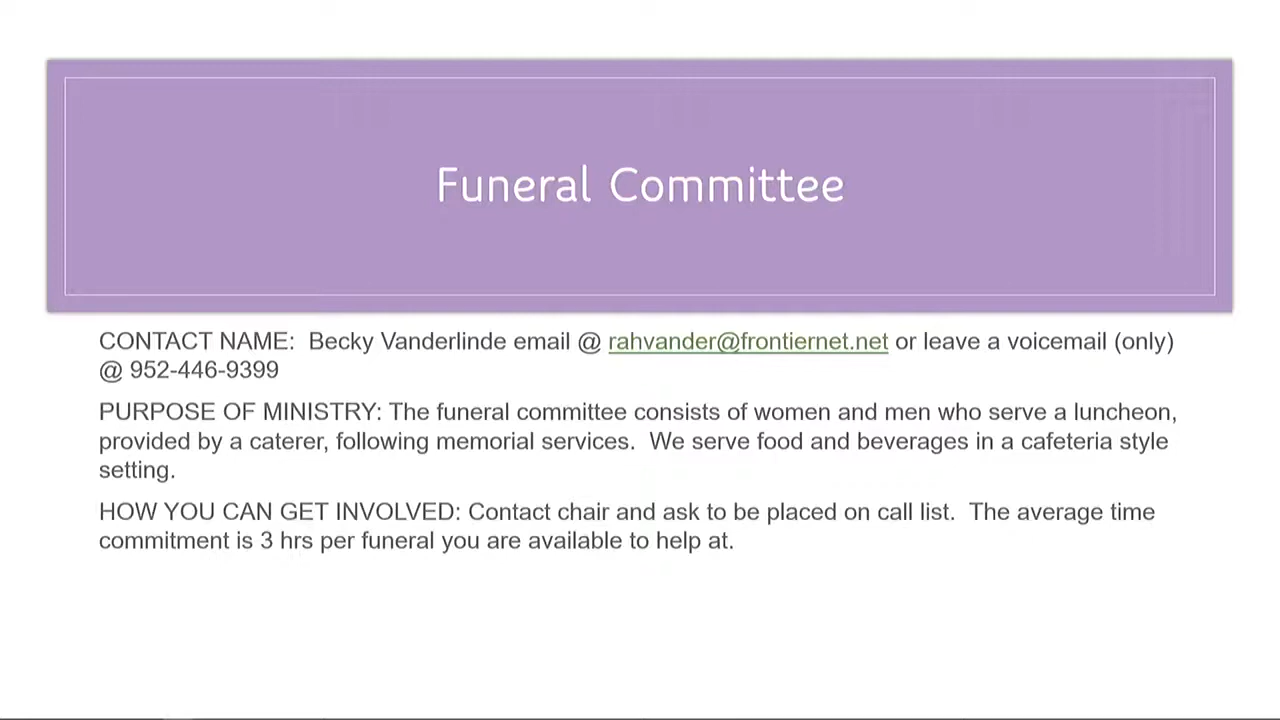 Funeral Committee
CONTACT NAME:  Becky Vanderlinde email @ rahvander@frontiernet.net or leave a voicemail (only)
@ 952-446-9399
PURPOSE OF MINISTRY: The funeral committee consists of women and men who serve a luncheon,
provided by a caterer, following memorial services.  We serve food and beverages in a cafeteria style
setting.
HOW YOU CAN GET INVOLVED: Contact chair and ask to be placed on call list.  The average time
commitment is 3 hrs per funeral you are available to help at.